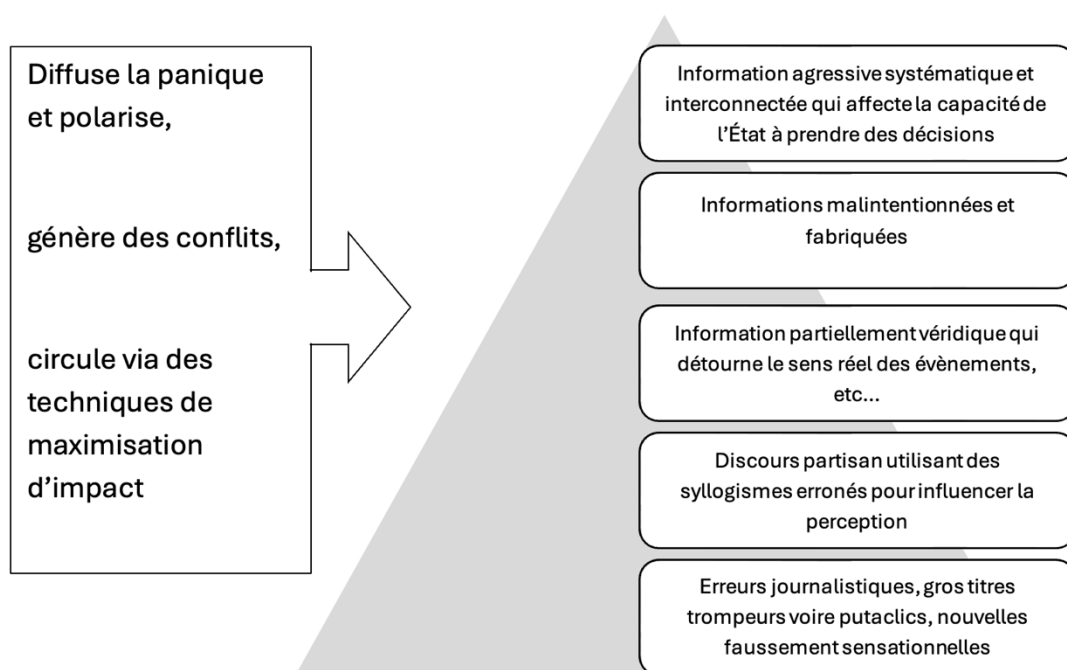 Diffuse la panique
et polarise,
génère des conflits,
circule via des
techniques de
maximisation
d’impact
Information agressive systématique et
interconnectée qui affecte la capacité de
l’État à prendre des décisions
Informations malintentionnées et
fabriquées
Information partiellement véridique qui
détourne le sens réel des évènements,
etc...
Discours partisan utilisant des
syllogismes erronés pour influencer la
perception
Erreurs journalistiques, gros titres
trompeurs voire putaclics, nouvelles
faussement sensationnelles